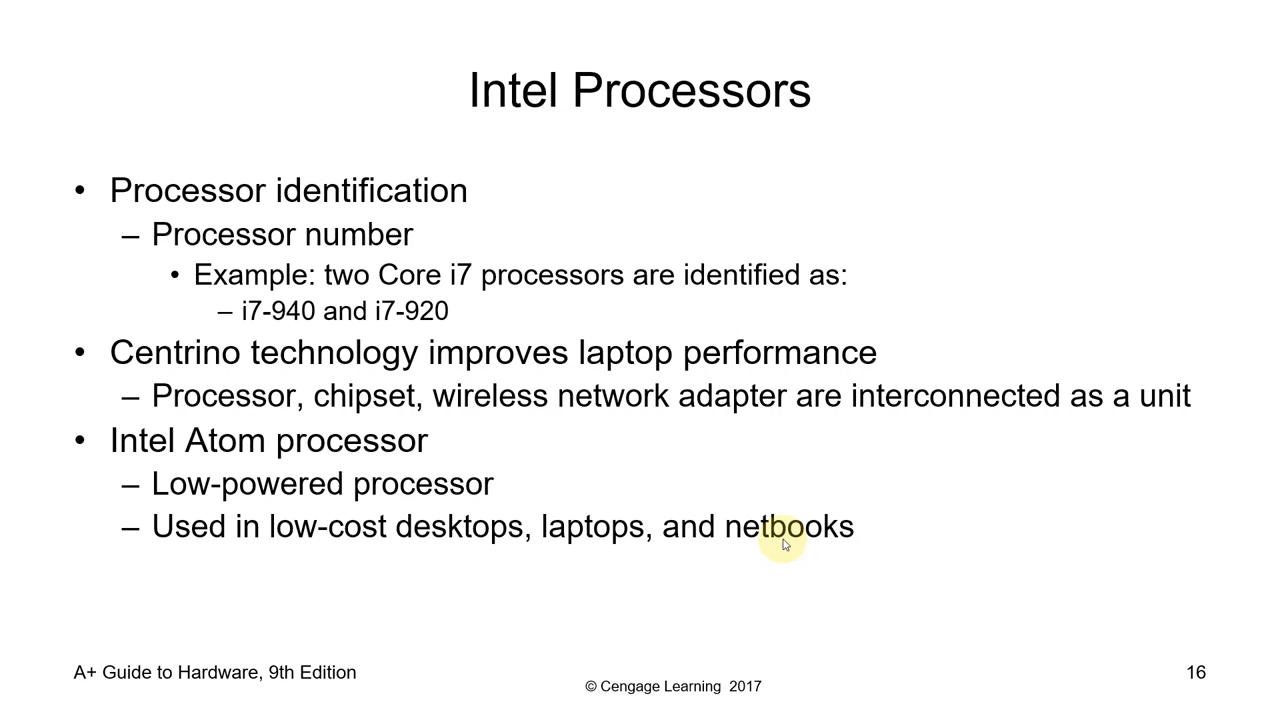 Intel Processors
• Processor identification
– Processor number
• Example: two Core i7 processors are identified as:
– i7-940 and i7-920
• Centrino technology improves laptop performance
– Processor, chipset, wireless network adapter are interconnected as a unit
• Intel Atom processor
– Low-powered processor
– Used in low-cost desktops, laptops, and netbooks
A+ Guide to Hardware, 9th Edition
© Cengage Learning 2017
16